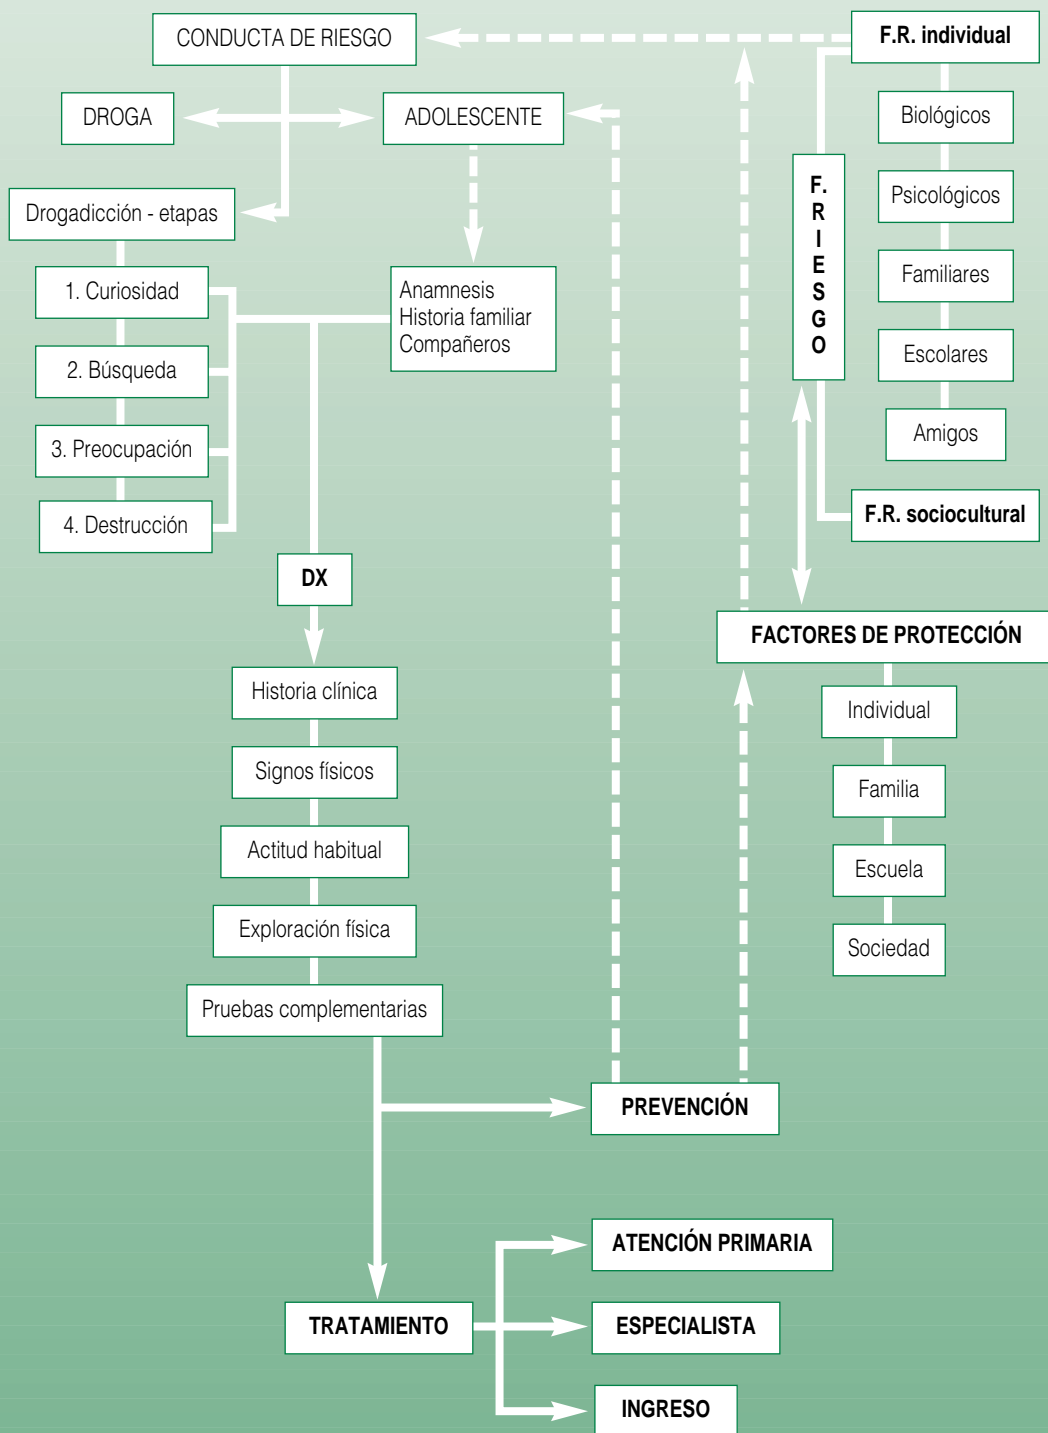 CONDUCTA DE RIESGO
F.R. individual
DROGA
ADOLESCENTE
Biológicos
Drogadicción - etapas
F.
R
I
E
S
G
O
Psicológicos
1. Curiosidad
Anamnesis
Historia familiar
Compañeros
Familiares
2. Búsqueda
Escolares
3. Preocupación
Amigos
4. Destrucción
F.R. sociocultural
DX
FACTORES DE PROTECCIÓN
Historia clínica
Individual
Signos físicos
Familia
Actitud habitual
Escuela
Exploración física
Sociedad
Pruebas complementarias
PREVENCIÓN
ATENCIÓN PRIMARIA
TRATAMIENTO
ESPECIALISTA
INGRESO